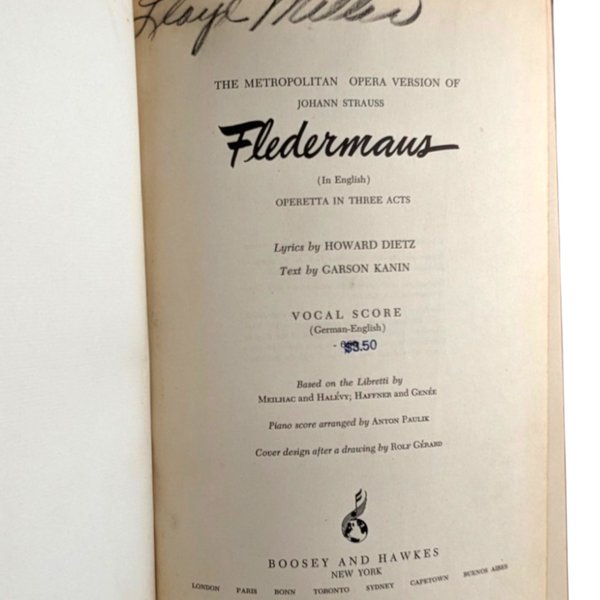 Lloyd Miller
THE METROPOLITAN OPERA VERSION OF
JOHANN STRAUSS
Fledermaus
(In English)
OPERETTA IN THREE ACTS
Lyrics by HOWARD DIETZ
Text by GARSON KANIN
VOCAL SCORE
(German-English)
$3.50
Based on the Libretti by
MEILHAC and HALÉVY; HAFFNER and GENÉE
Piano score arranged by ANTON PAULIK
Cover design after a drawing by ROLF GÉRARD
BOOSEY AND HAWKES
NEW YORK
LONDON PARIS BONN TORONTO SYDNEY CAPETOWN BUENOS AIRES